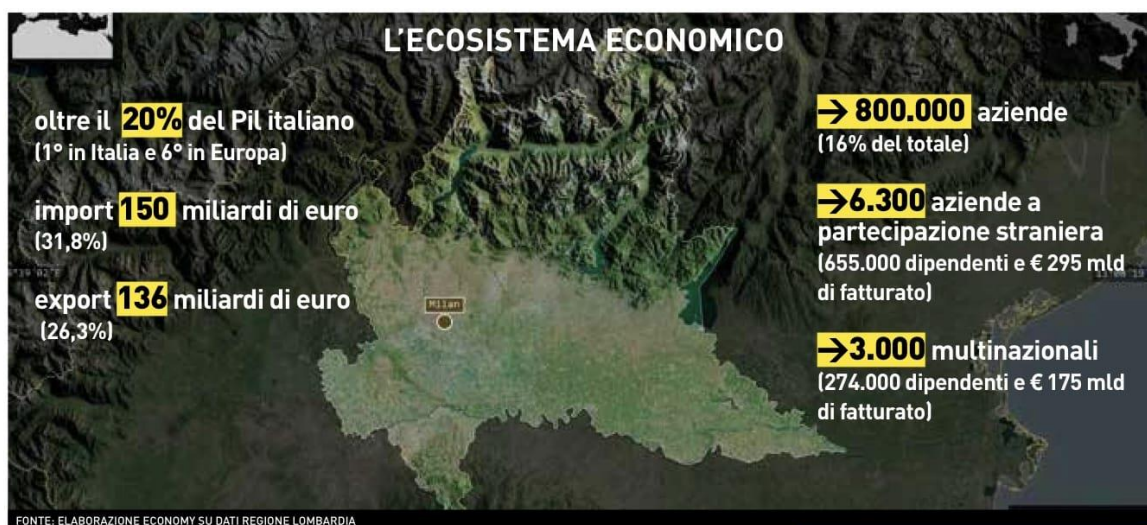 L'ECOSISTEMA ECONOMICO
oltre il 20% del Pil italiano
(1° in Italia e 6° in Europa)
import 150 miliardi di euro
(31,8%)
export 136 miliardi di euro
(26,3%)
Milan
→ 800.000 aziende
(16% del totale)
→6.300 aziende a
partecipazione straniera
(655.000 dipendenti e € 295 mld
di fatturato)
→3.000 multinazionali
(274.000 dipendenti e € 175 mld
di fatturato)
FONTE: ELABORAZIONE ECONOMY SU DATI REGIONE LOMBARDIA